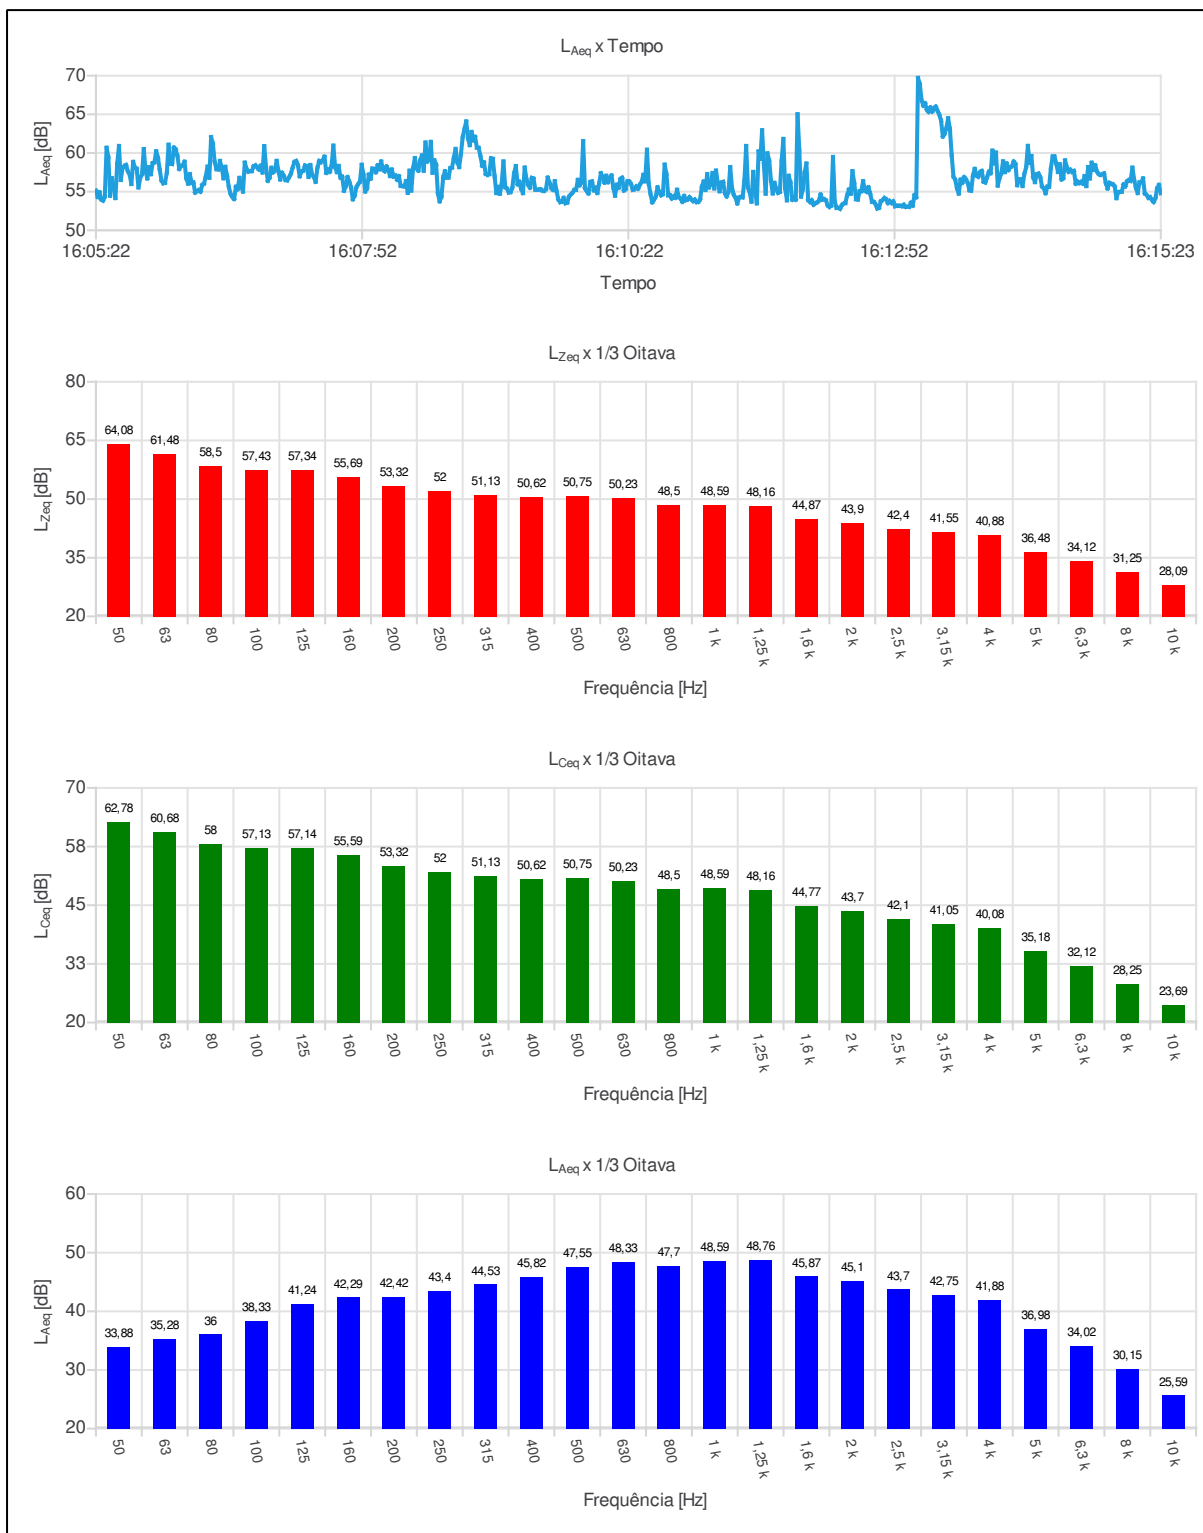 LAeq x Tempo
LAeq [dB]
70
65
60
55
50
16:05:22 16:07:52 16:10:22 16:12:52 16:15:23
Tempo
LZeq x 1/3 Oitava
LZeq [dB]
80
65
50
35
20
64,08 61,48 58,5 57,43 57,34 55,69 53,32 52 51,13 50,62 50,75 50,23 48,5 48,59 48,16 44,87 43,9 42,4 41,55 40,88 36,48 34,12 31,25 28,09
50 63 80 100 125 160 200 250 315 400 500 630 800 1 k 1,25 k 1,6 k 2 k 2,5 k 3,15 k 4 k 5 k 6,3 k 8 k 10 k
Frequência [Hz]
LCeq x 1/3 Oitava
LCeq [dB]
70
58
45
33
20
62,78 60,68 58 57,13 57,14 55,59 53,32 52 51,13 50,62 50,75 50,23 48,5 48,59 48,16 44,77 43,7 42,1 41,05 40,08 35,18 32,12 28,25 23,69
50 63 80 100 125 160 200 250 315 400 500 630 800 1 k 1,25 k 1,6 k 2 k 2,5 k 3,15 k 4 k 5 k 6,3 k 8 k 10 k
Frequência [Hz]
LAeq x 1/3 Oitava
LAeq [dB]
60
50
40
30
20
33,88 35,28 36 38,33 41,24 42,29 42,42 43,4 44,53 45,82 47,55 48,33 47,7 48,59 48,76 45,87 45,1 43,7 42,75 41,88 36,98 34,02 30,15 25,59
50 63 80 100 125 160 200 250 315 400 500 630 800 1 k 1,25 k 1,6 k 2 k 2,5 k 3,15 k 4 k 5 k 6,3 k 8 k 10 k
Frequência [Hz]